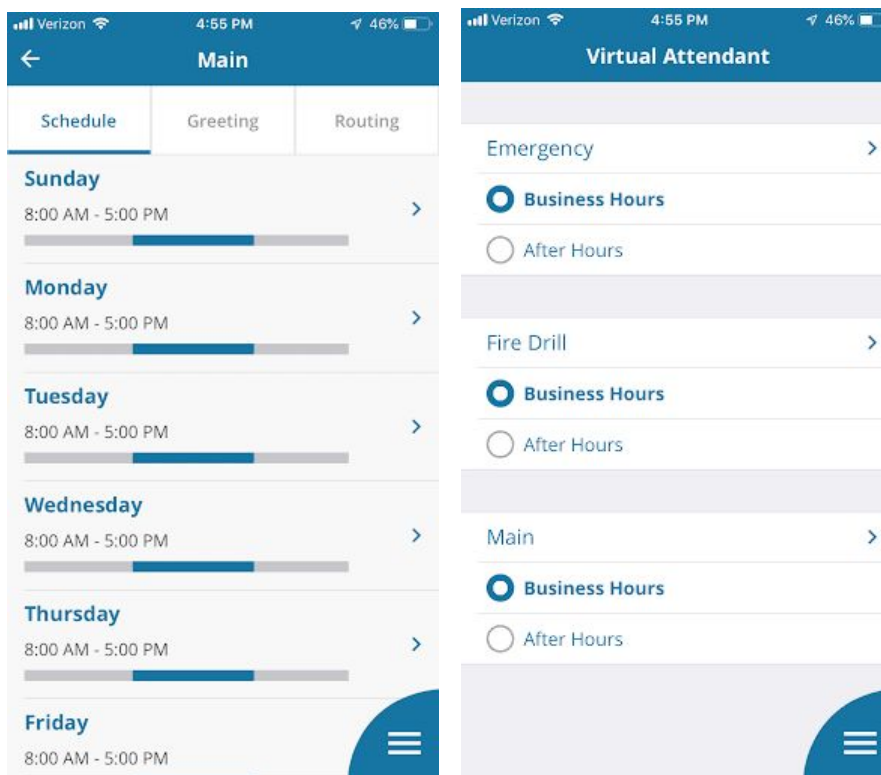 Verizon 4:55 PM 46%
Main
Schedule Greeting Routing
Sunday
8:00 AM - 5:00 PM
Monday
8:00 AM - 5:00 PM
Tuesday
8:00 AM - 5:00 PM
Wednesday
8:00 AM - 5:00 PM
Thursday
8:00 AM - 5:00 PM
Friday
8:00 AM - 5:00 PM
Verizon 4:55 PM 46%
Virtual Attendant
Emergency
Business Hours
After Hours
Fire Drill
Business Hours
After Hours
Main
Business Hours
After Hours